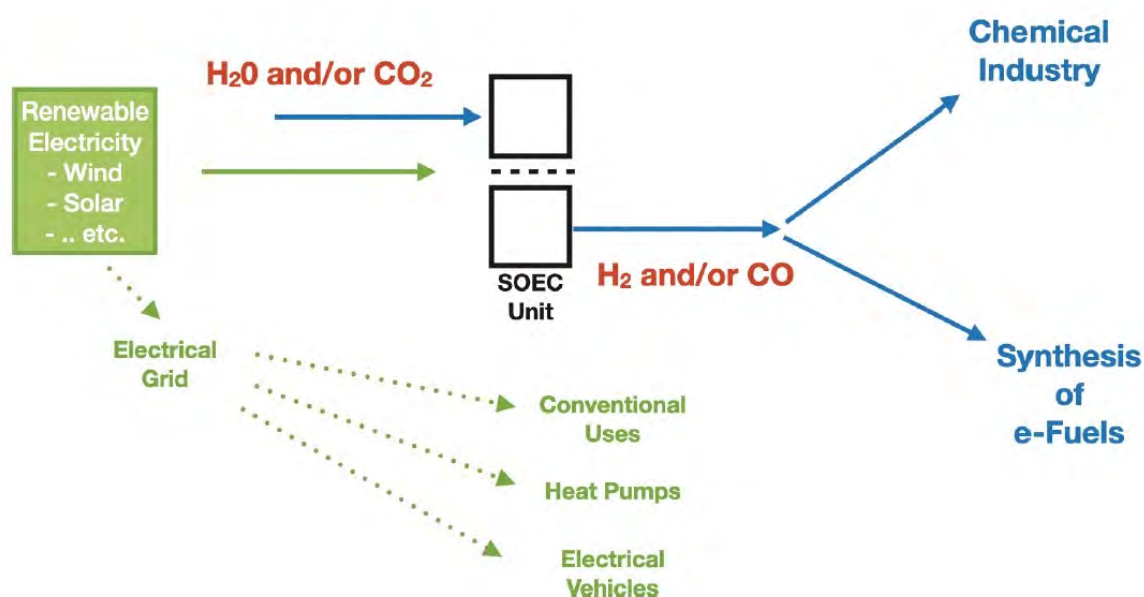 Chemical
Industry
H₂0 and/or CO₂
Renewable
Electricity
- Wind
- Solar
- .. etc.
SOEC
Unit
H₂ and/or CO
Electrical
Grid
Synthesis
of
e-Fuels
Conventional
Uses
Heat Pumps
Electrical
Vehicles